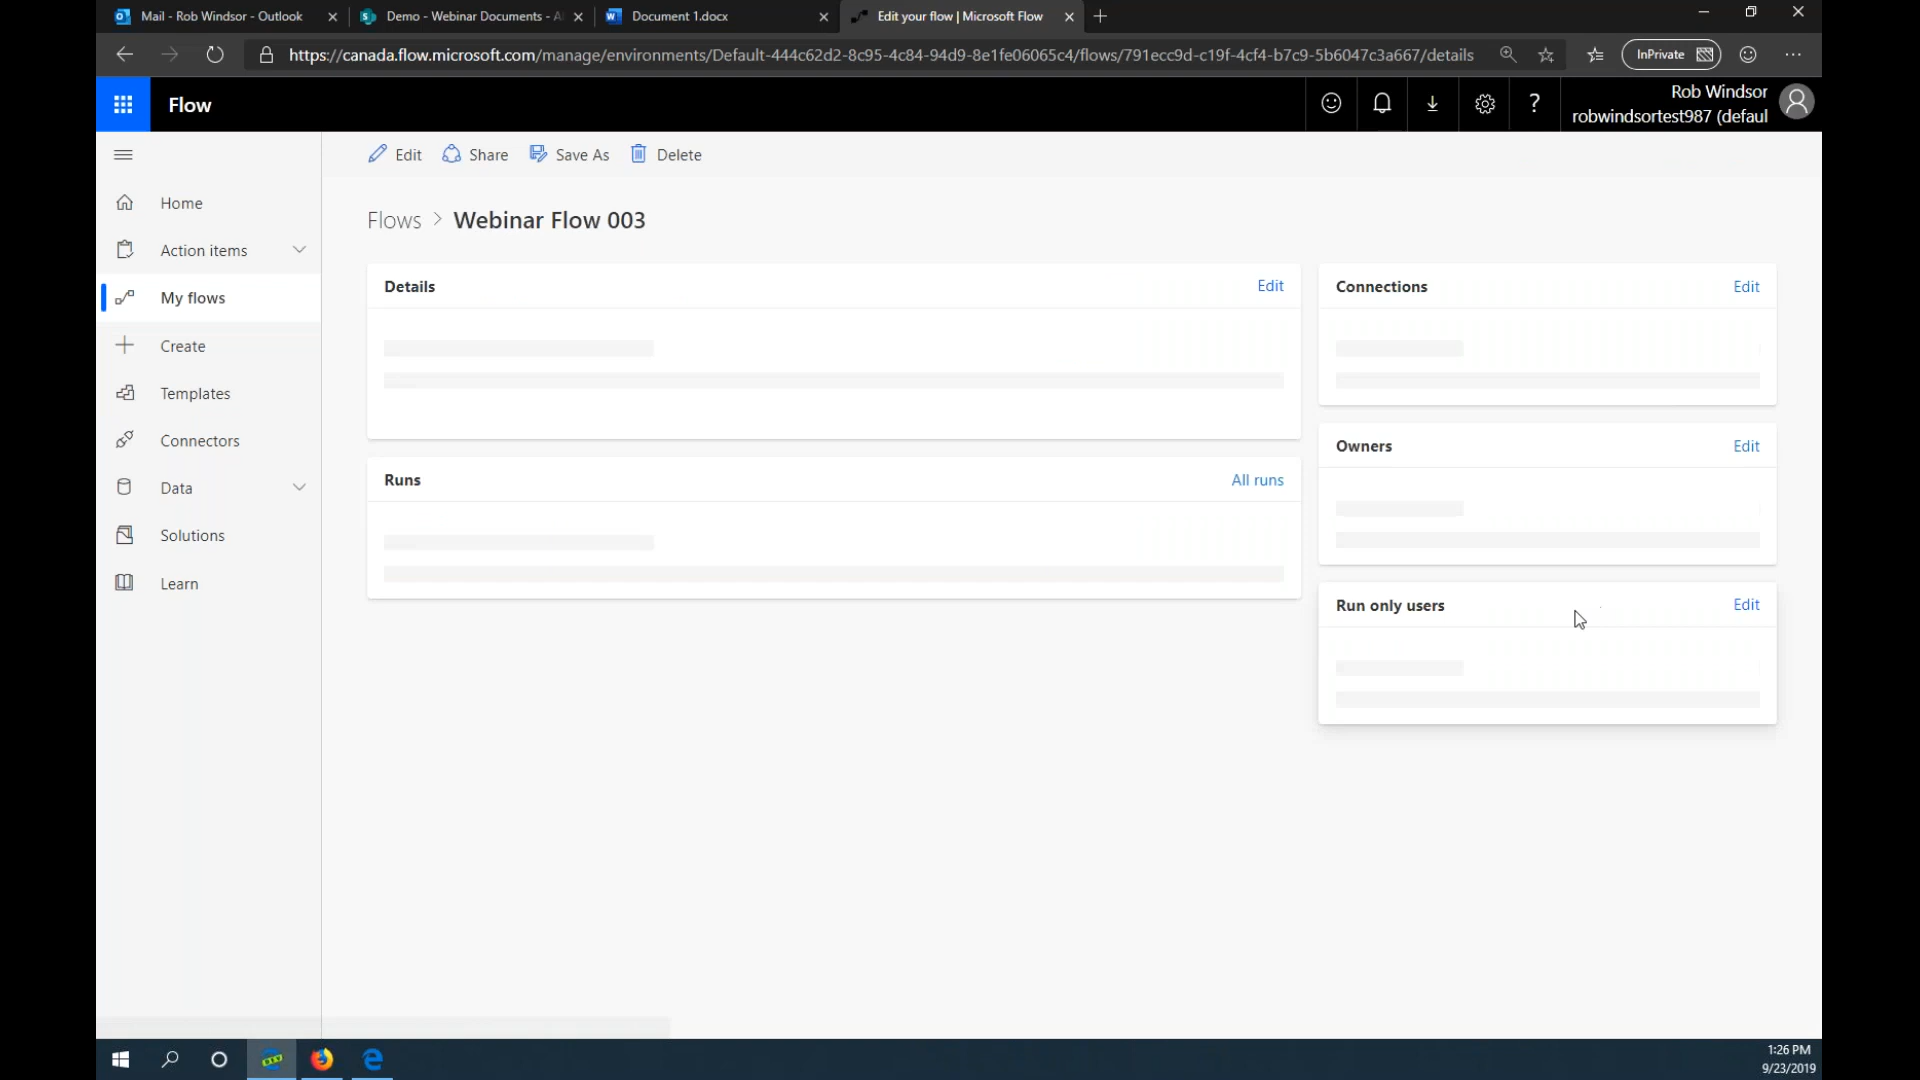 Mail - Rob Windsor - Outlook
Demo - Webinar Documents - A
Document 1.docx
Edit your flow | Microsoft Flow
https://canada.flow.microsoft.com/manage/environments/Default-444c62d2-8c95-4c84-94d9-8e1fe06065c4/flows/791ecc9d-c19f-4cf4-b7c9-5b6047c3a667/details
InPrivate
Flow
Rob Windsor
robwindsortest987 (defaul
Edit
Share
Save As
Delete
Home
Action items
My flows
Create
Templates
Connectors
Data
Solutions
Learn
Flows > Webinar Flow 003
Details
Edit
Runs
All runs
Connections
Edit
Owners
Edit
Run only users
Edit
1:26 PM
9/23/2019